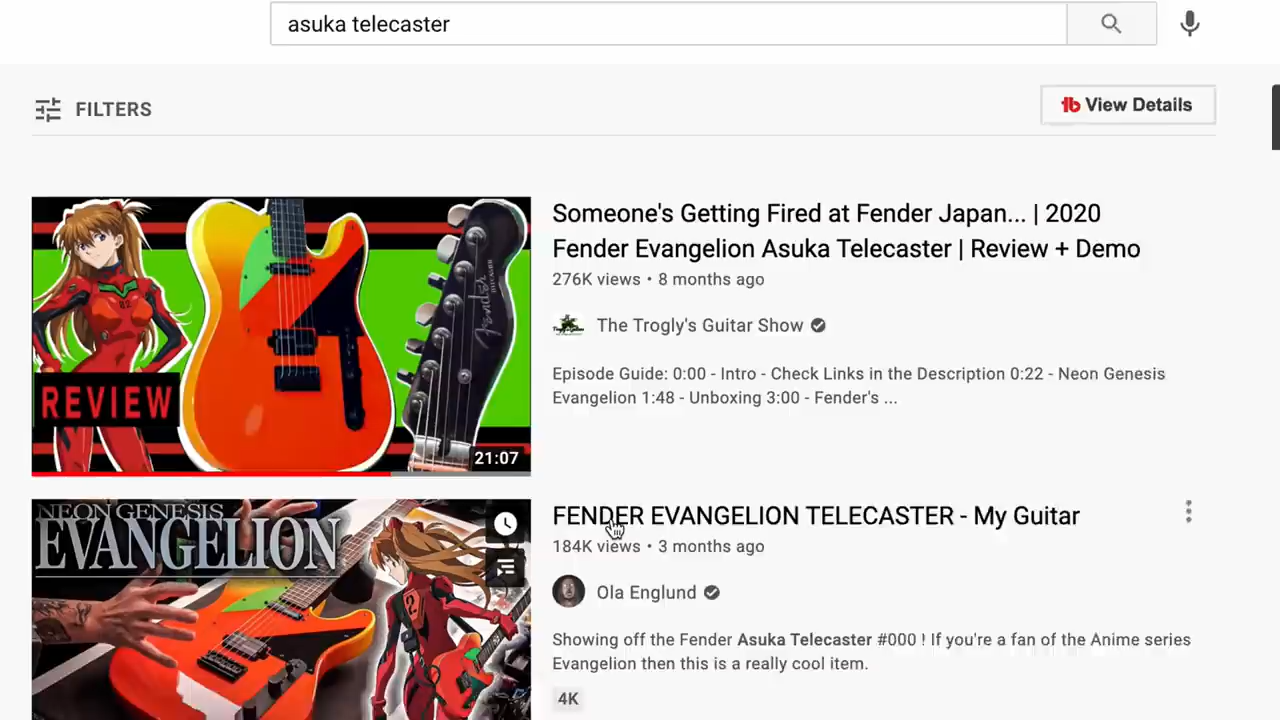 asuka telecaster
FILTERS
View Details
Someone's Getting Fired at Fender Japan... | 2020
Fender Evangelion Asuka Telecaster | Review + Demo
276K views • 8 months ago
The Trogly's Guitar Show
Episode Guide: 0:00 - Intro - Check Links in the Description 0:22 - Neon Genesis
Evangelion 1:48 - Unboxing 3:00 - Fender's ...
REVIEW
Fender
21:07
NEON GENESIS
EVANGELION
FENDER EVANGELION TELECASTER - My Guitar
184K views • 3 months ago
Ola Englund
Showing off the Fender Asuka Telecaster #000 ! If you're a fan of the Anime series
Evangelion then this is a really cool item.
4K